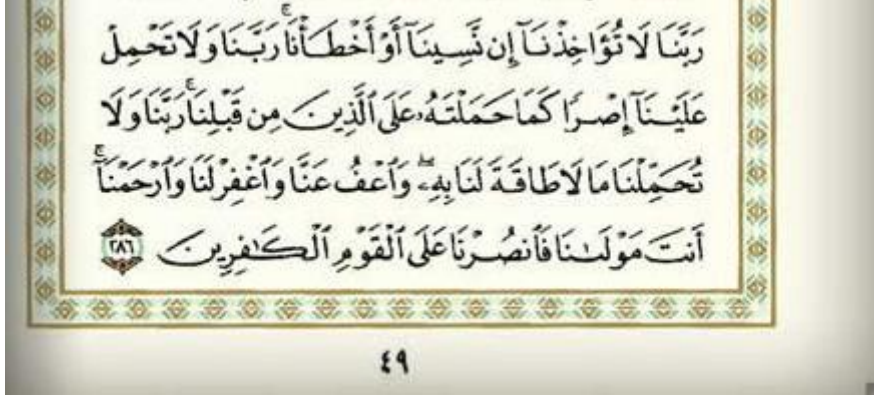 رَبَّنَا لَا تُؤَاخِذْنَآ إِن نَّسِينَآ أَوْ أَخْطَأْنَا ۚ رَبَّنَا وَلَا تَحْمِلْ
عَلَيْنَآ إِصْرًا كَمَا حَمَلْتَهُۥ عَلَى ٱلَّذِينَ مِن قَبْلِنَا ۚ رَبَّنَا وَلَا
تُحَمِّلْنَا مَا لَا طَاقَةَ لَنَا بِهِۦ ۖ وَٱعْفُ عَنَّا وَٱغْفِرْ لَنَا وَٱرْحَمْنَآ ۚ
أَنتَ مَوْلَىٰنَا فَٱنصُرْنَا عَلَى ٱلْقَوْمِ ٱلْكَـٰفِرِينَ ٢٨٦
٤٩